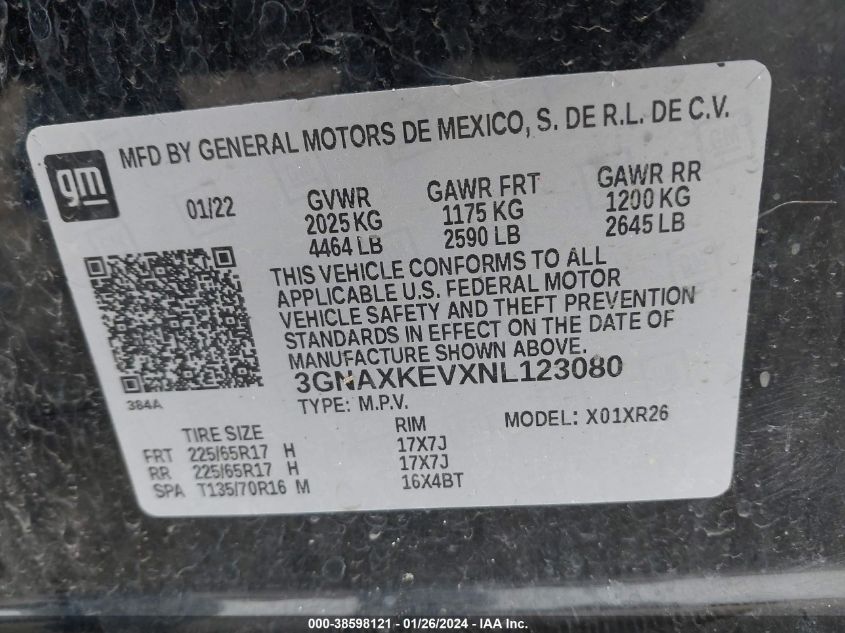 gm
MFD BY GENERAL MOTORS DE MEXICO, S. DE R.L. DE C.V.
01/22 GVWR GAWR FRT GAWR RR
2025 KG 1175 KG 1200 KG
4464 LB 2590 LB 2645 LB
THIS VEHICLE CONFORMS TO ALL
APPLICABLE U.S. FEDERAL MOTOR
VEHICLE SAFETY AND THEFT PREVENTION
STANDARDS IN EFFECT ON THE DATE OF
MANUFACTURE SHOWN ABOVE.
3GNAXKEVXNL123080
384A
TYPE: M.P.V. MODEL: X01XR26
TIRE SIZE RIM
FRT 225/65R17 H 17X7J
RR 225/65R17 H 17X7J
SPA T135/70R16 M 16X4BT
000-38598121 - 01/26/2024 - IAA Inc.